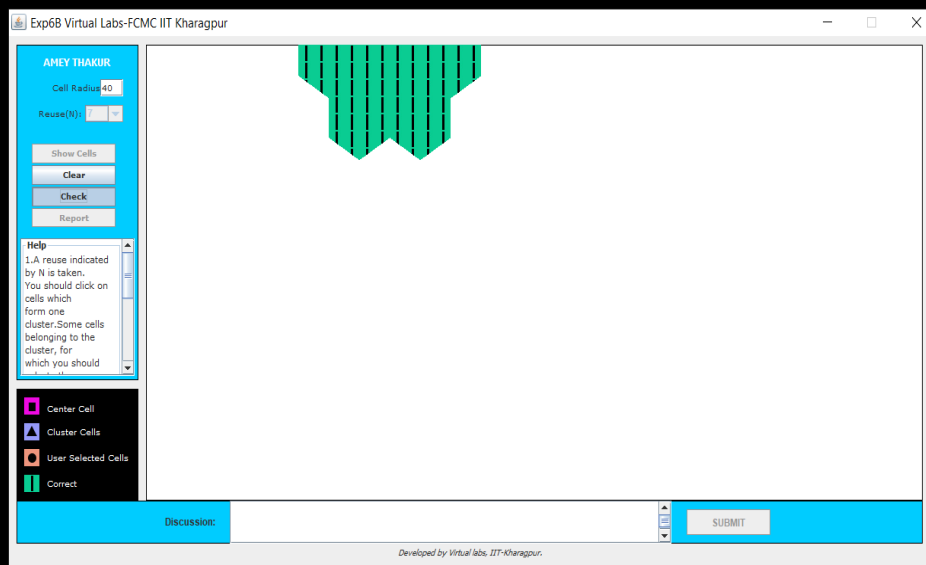 Exp6B Virtual Labs-FCMC IIT Kharagpur
AMEY THAKUR
Cell Radius 40
Reuse(N): 7
Show Cells
Clear
Check
Report
Help
1.A reuse indicated
by N is taken.
You should click on
cells which
form one
cluster.Some cells
belonging to the
cluster, for
which you should
Center Cell
Cluster Cells
User Selected Cells
Correct
Discussion:
SUBMIT
Developed by Virtual labs, IIT-Kharagpur.